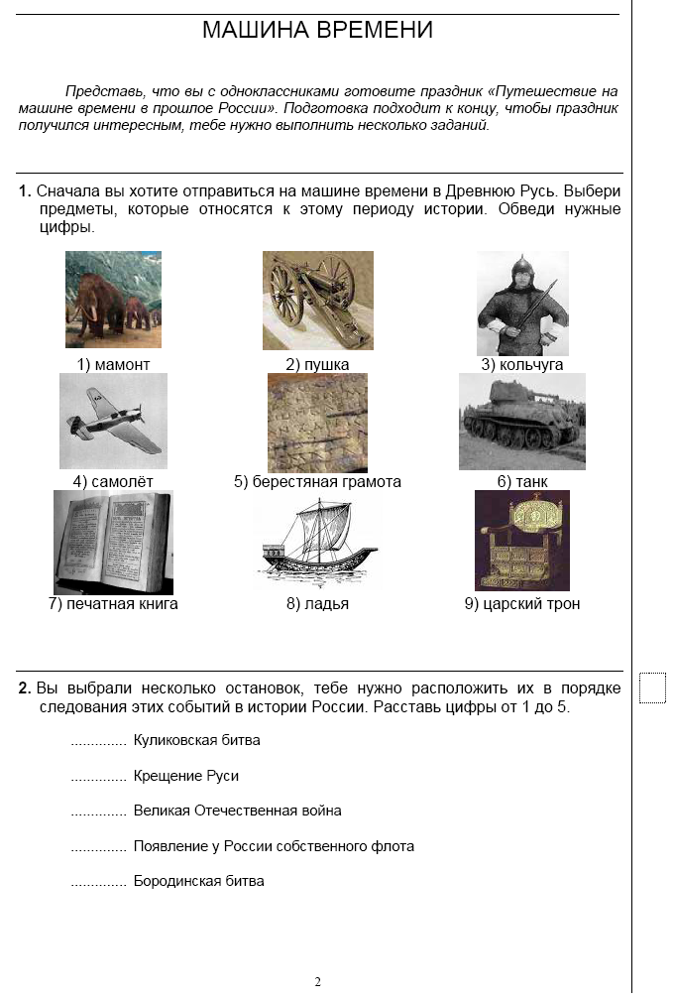 МАШИНА ВРЕМЕНИ
Представь, что вы с одноклассниками готовите праздник «Путешествие на
машине времени в прошлое России». Подготовка подходит к концу, чтобы праздник
получился интересным, тебе нужно выполнить несколько заданий.
1. Сначала вы хотите отправиться на машине времени в Древнюю Русь. Выбери
предметы, которые относятся к этому периоду истории. Обведи нужные
цифры.
1) мамонт 2) пушка 3) кольчуга
4) самолёт 5) берестяная грамота 6) танк
7) печатная книга 8) ладья 9) царский трон
2. Вы выбрали несколько остановок, тебе нужно расположить их в порядке
следования этих событий в истории России. Расставь цифры от 1 до 5.
.............. Куликовская битва
.............. Крещение Руси
.............. Великая Отечественная война
.............. Появление у России собственного флота
.............. Бородинская битва
2